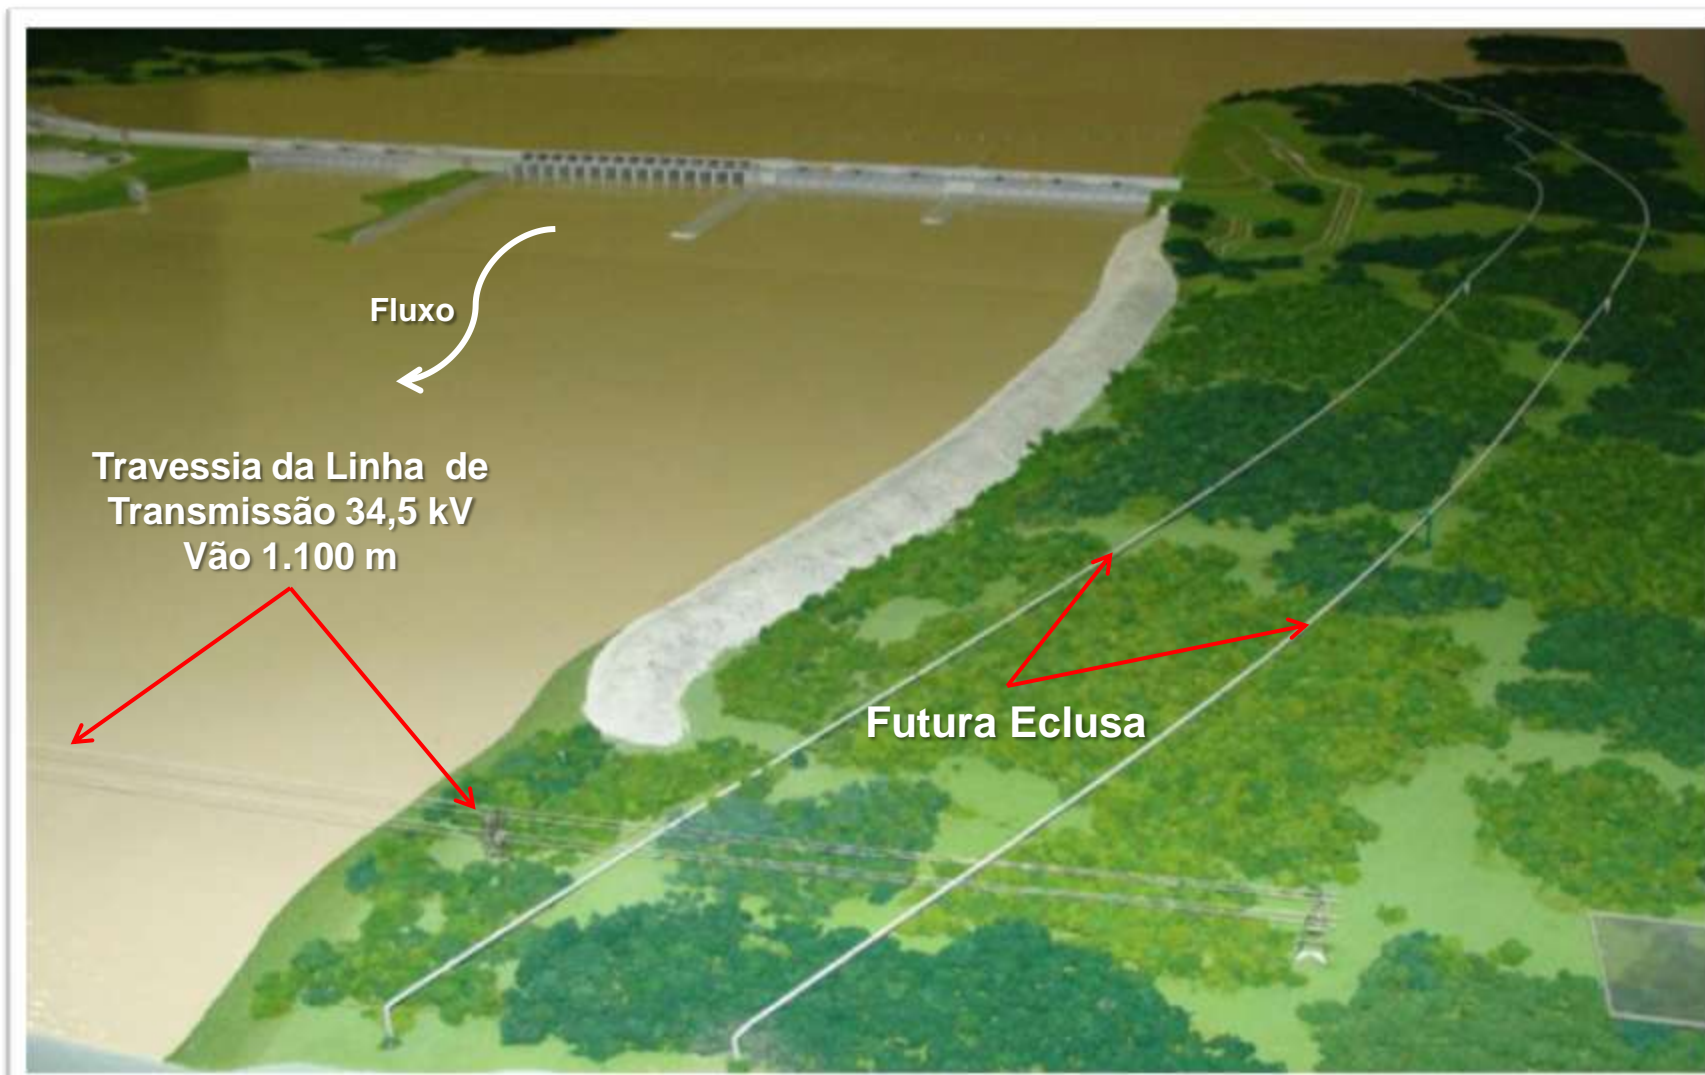 Fluxo
Travessia da Linha de
Transmissão 34,5 kV
Vão 1.100 m
Futura Eclusa